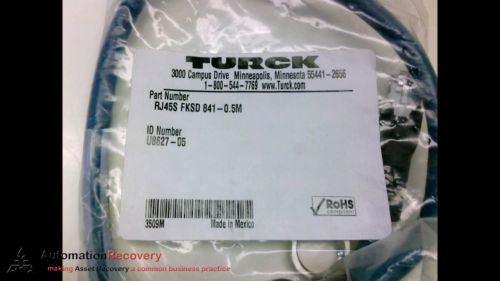 TURCK
3000 Campus Drive Minneapolis, Minnesota 55441-2656
1-800-544-7769 www.Turck.com
Part Number
RJ45S FKSD 841-0.5M
ID Number
U8627-05
3509M
Made in Mexico
RoHS
compliant
AutomationRecovery
making Asset Recovery a common business practice